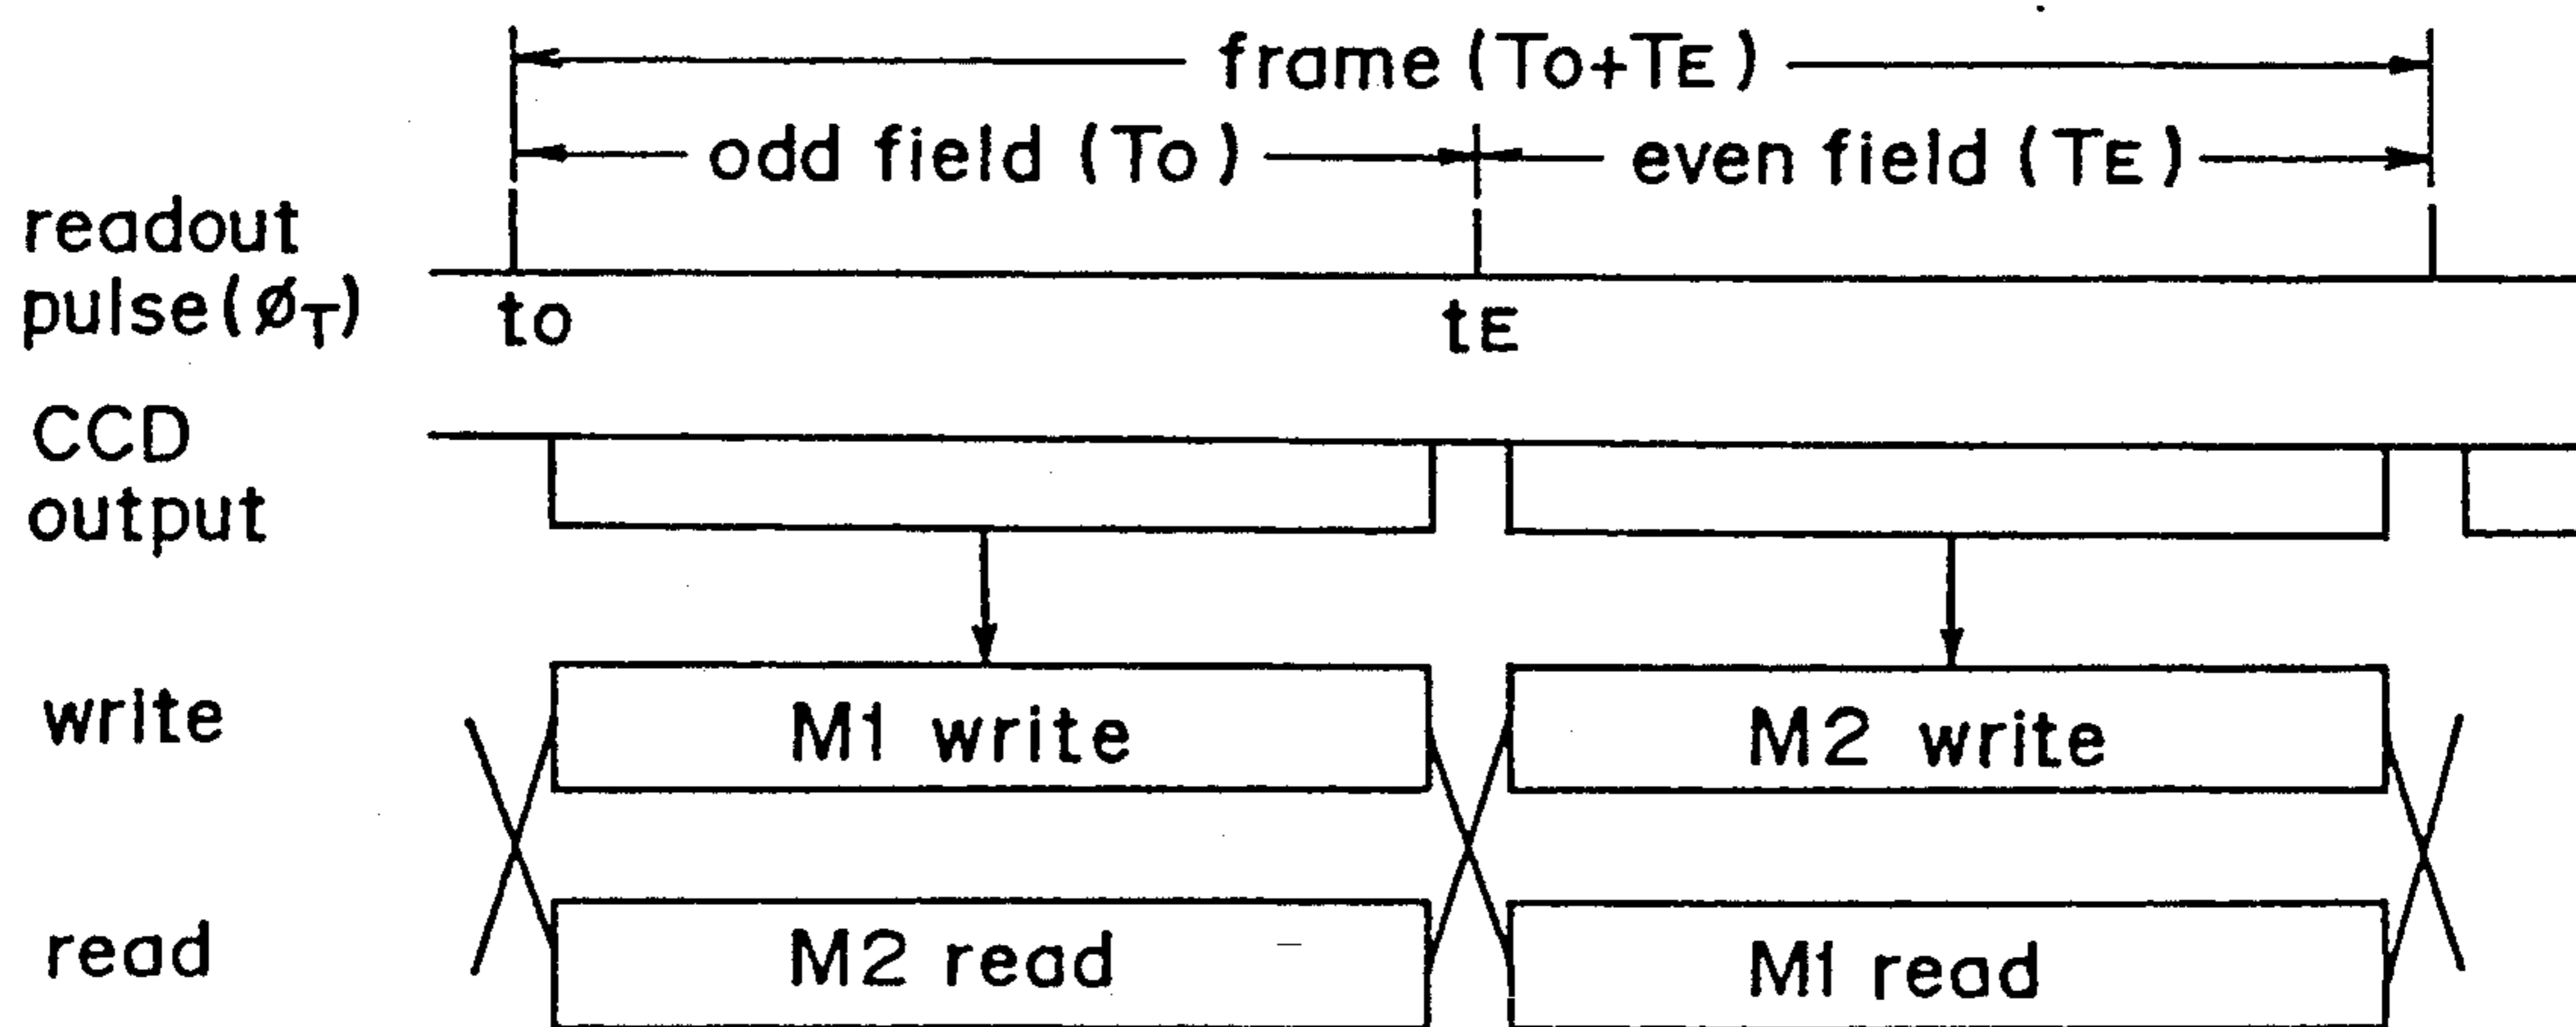 frame (To+TE)
odd field (To)
even field (TE)
readout
pulse(ØT)
to
tE
CCD
output
write
M1 write
M2 write
read
M2 read
M1 read